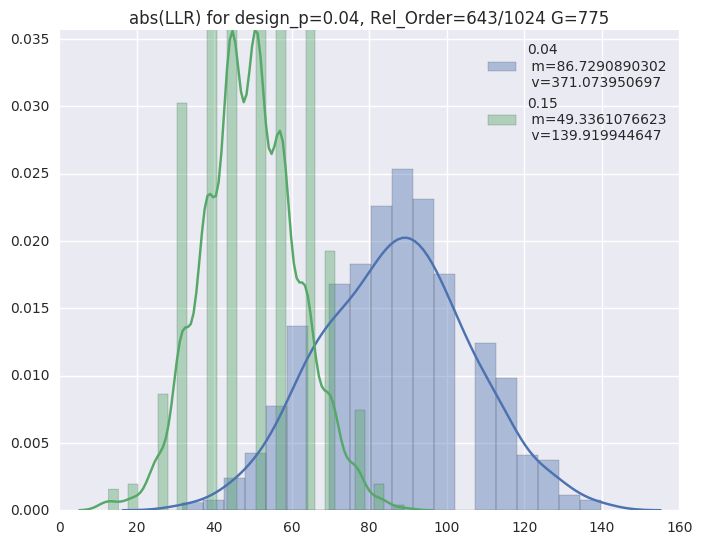 abs(LLR) for design_p=0.04, Rel_Order=643/1024 G=775
0.035
0.030
0.025
0.020
0.015
0.010
0.005
0.000
0.04
m=86.7290890302
v=371.073950697
0.15
m=49.3361076623
v=139.919944647
0 20 40 60 80 100 120 140 160